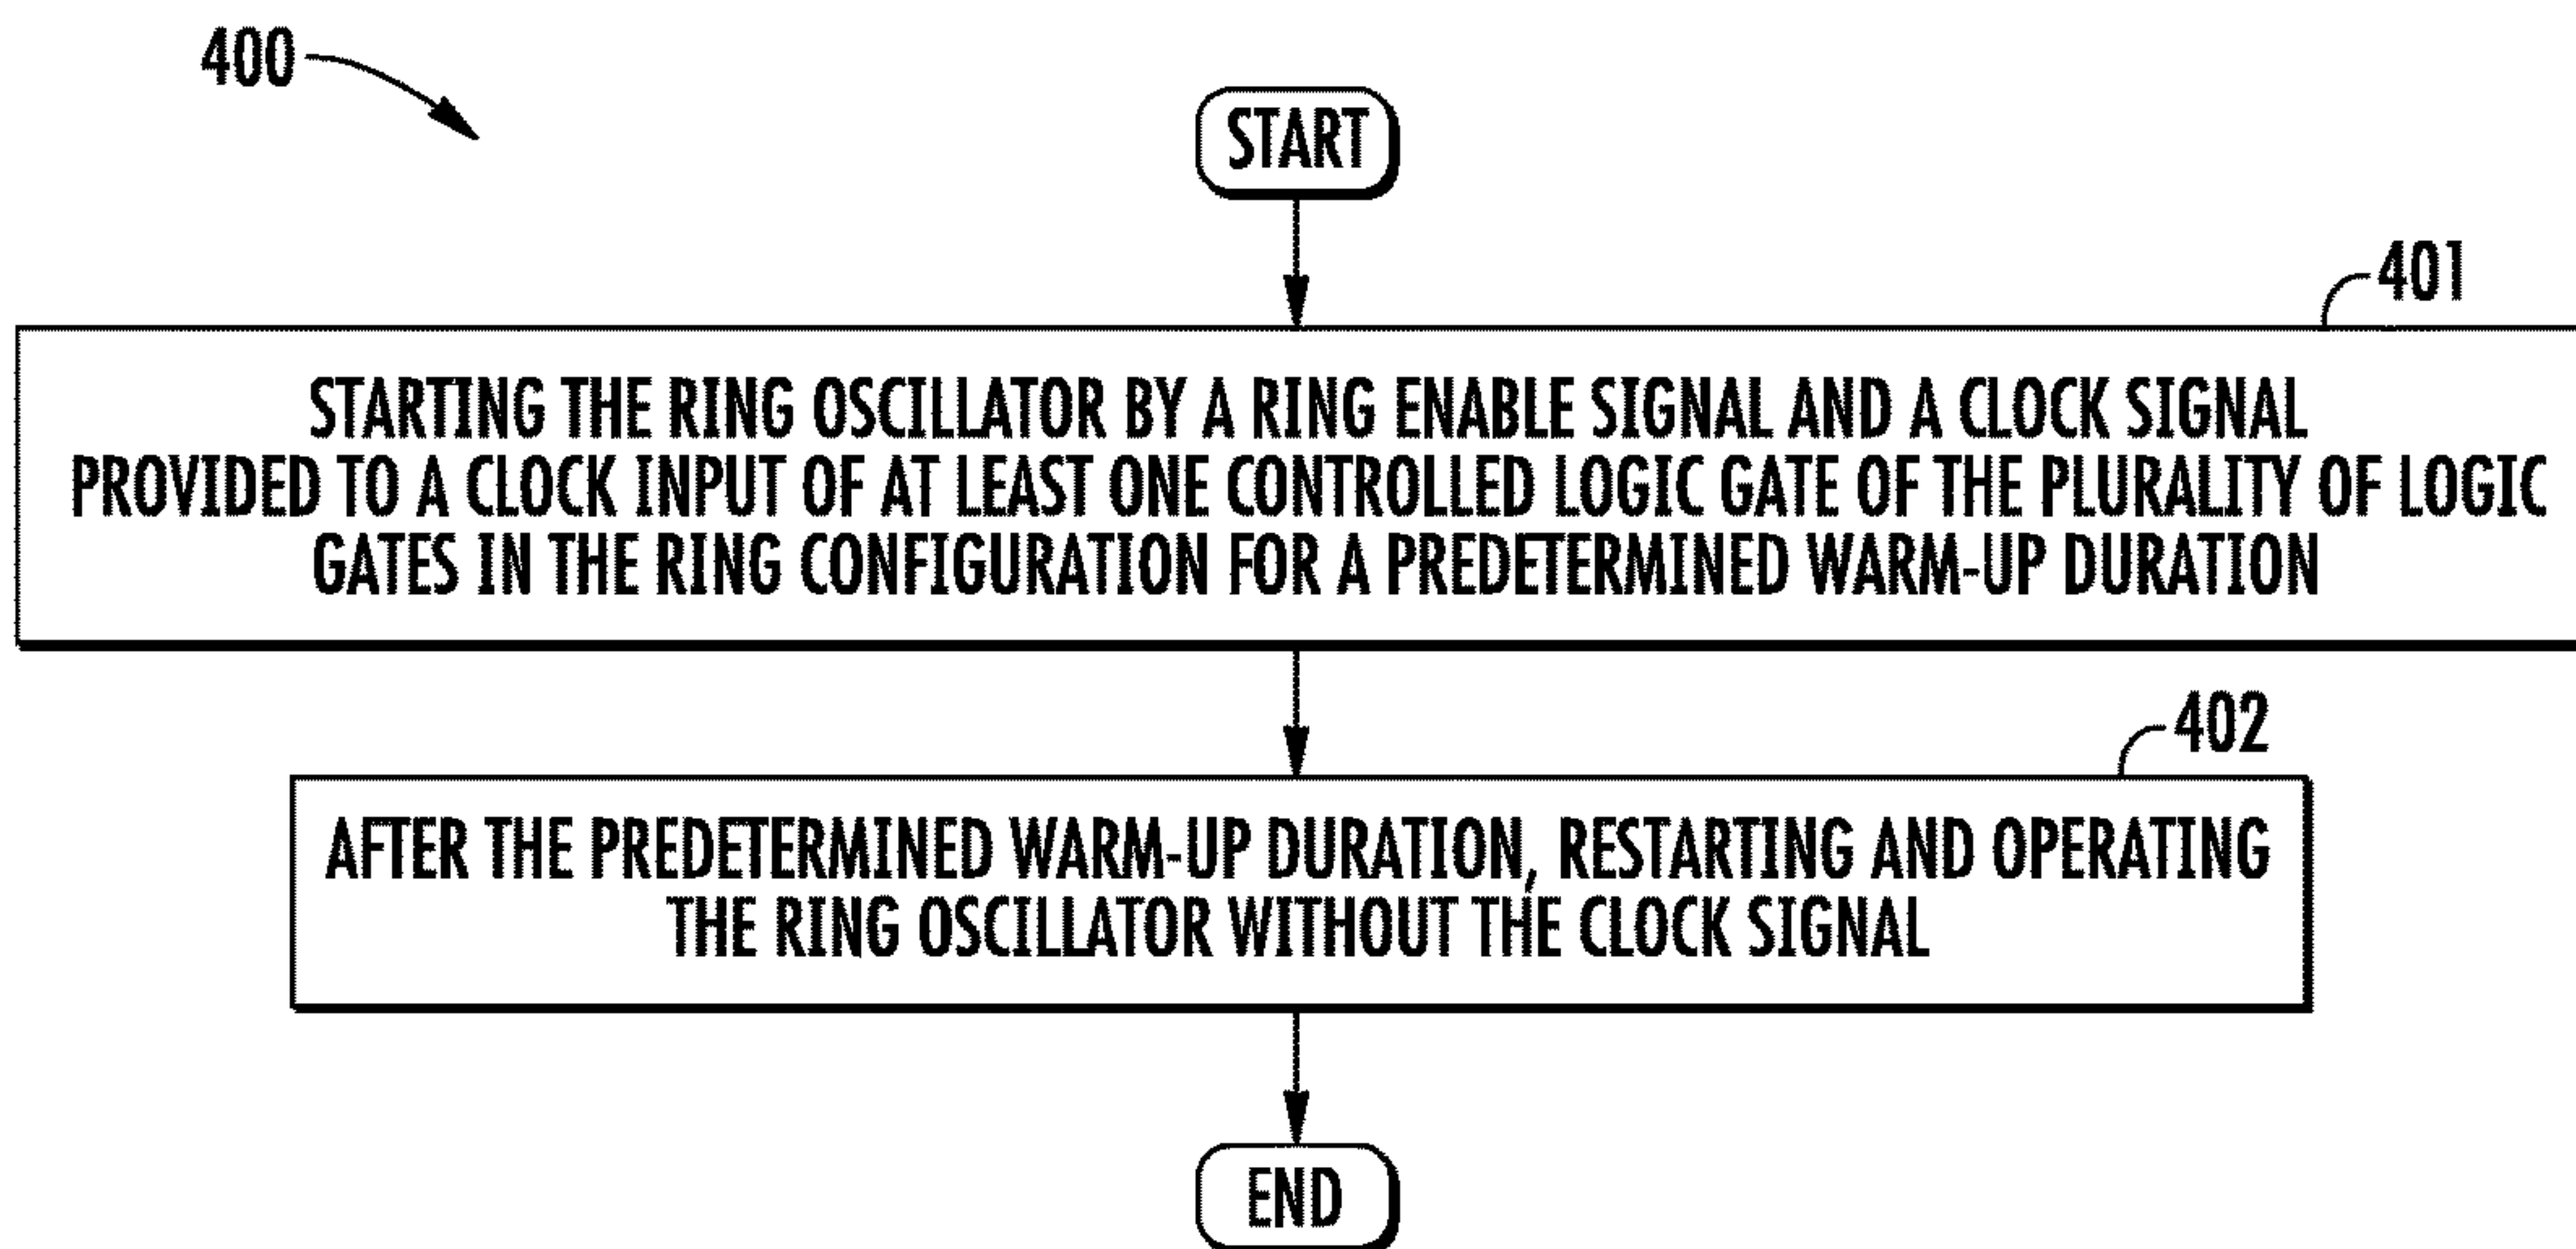 400
START
401
STARTING THE RING OSCILLATOR BY A RING ENABLE SIGNAL AND A CLOCK SIGNAL
PROVIDED TO A CLOCK INPUT OF AT LEAST ONE CONTROLLED LOGIC GATE OF THE PLURALITY OF LOGIC
GATES IN THE RING CONFIGURATION FOR A PREDETERMINED WARM-UP DURATION
402
AFTER THE PREDETERMINED WARM-UP DURATION, RESTARTING AND OPERATING
THE RING OSCILLATOR WITHOUT THE CLOCK SIGNAL
END